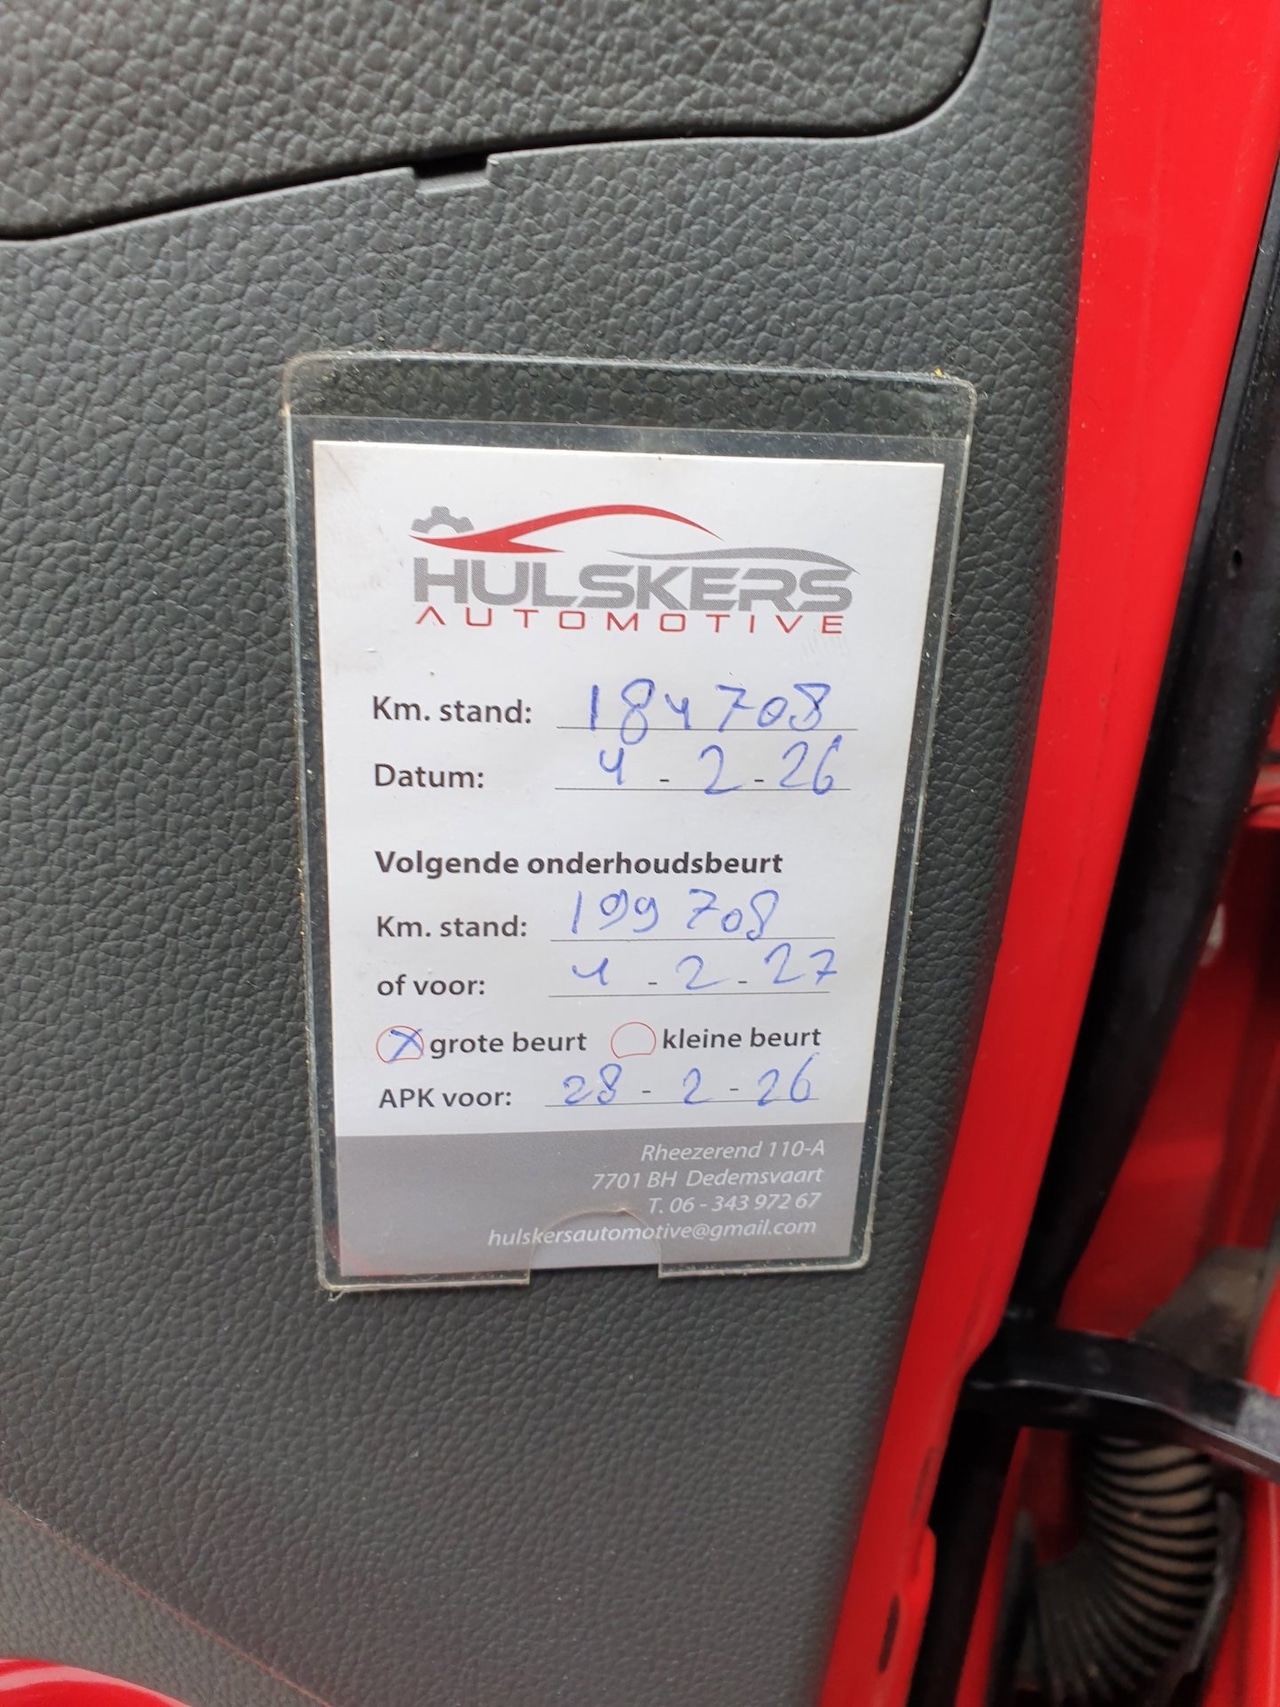 HULSKERS
AUTOMOTIVE
Km. stand: 184708
Datum: 4 - 2 - 26
Volgende onderhoudsbeurt
Km. stand: 199708
of voor: 4 - 2 - 27
X grote beurt kleine beurt
APK voor: 28 - 2 - 26
Rheezerend 110-A
7701 BH Dedemsvaart
T. 06 - 343 972 67
hulskersautomotive@gmail.com